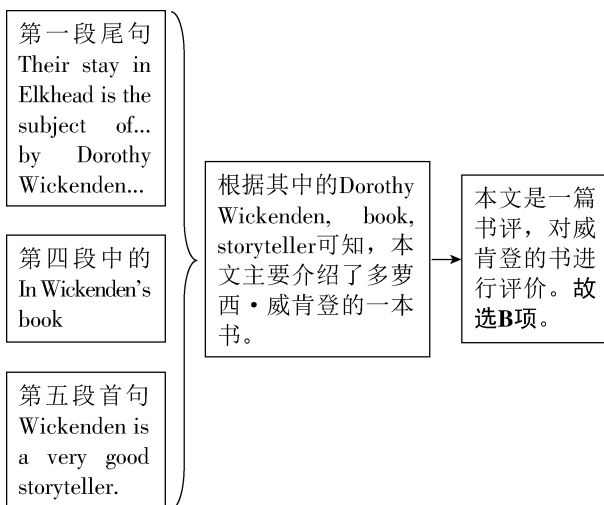 第一段尾句
Their stay in
Elkhead is the
subject of...
by Dorothy
Wickenden...
第四段中的
In Wickenden's
book
第五段首句
Wickenden is
a very good
storyteller.
根据其中的Dorothy
Wickenden, book,
storyteller可知，本
文主要介绍了多萝
西·威肯登的一本
书。
本文是一篇
书评，对威
肯登的书进
行评价。故
选B项。